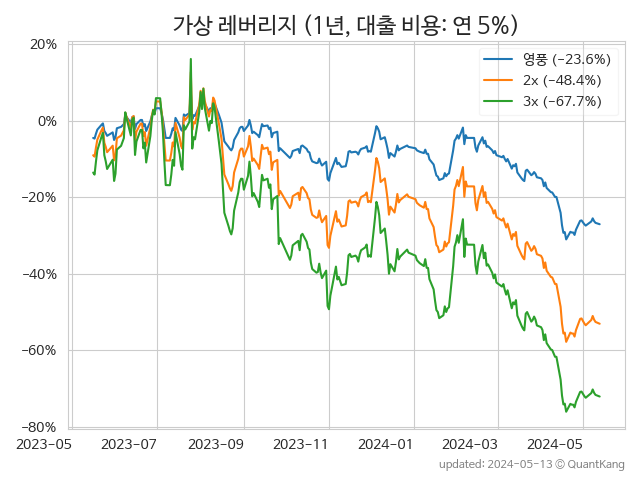 가상 레버리지 (1년, 대출 비용: 연 5%)
20%
0%
−20%
−40%
−60%
−80%
영풍 (−23.6%)
2x (−48.4%)
3x (−67.7%)
2023-05
2023-07
2023-09
2023-11
2024-01
2024-03
2024-05
updated: 2024-05-13 © QuantKang